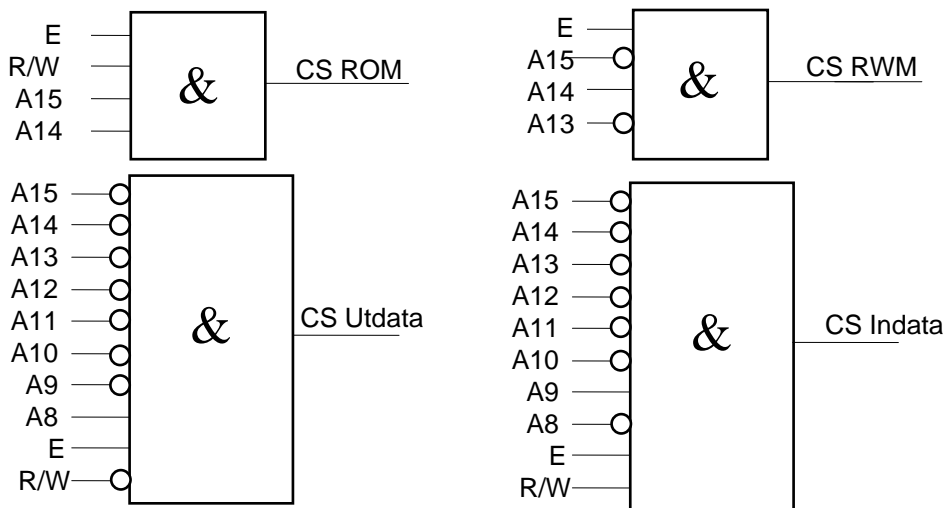 E
R/W
A15
A14
&
CS ROM
E
A15
A14
A13
&
CS RWM
A15
A14
A13
A12
A11
A10
A9
A8
E
R/W
&
CS Utdata
A15
A14
A13
A12
A11
A10
A9
A8
E
R/W
&
CS Indata